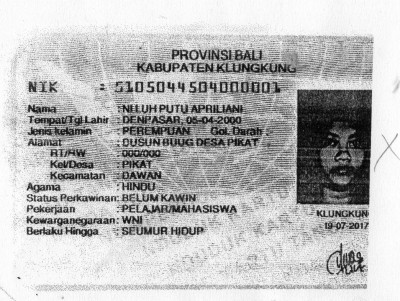 PROVINSI BALI
KABUPATEN KLUNGKUNG
NIK : 5105044504000001
Nama : NELUH PUTU APRILIANI
Tempat/Tgl Lahir : DENPASAR, 05-04-2000
Jenis kelamin : PEREMPUAN Gol. Darah : -
Alamat : DUSUN BUUG DESA PIKAT
RT/RW : 000/000
Kel/Desa : PIKAT
Kecamatan : DAWAN
Agama : HINDU
Status Perkawinan: BELUM KAWIN
Pekerjaan : PELAJAR/MAHASISWA
Kewarganegaraan: WNI
Berlaku Hingga : SEUMUR HIDUP
KLUNGKUN
19-07-2017